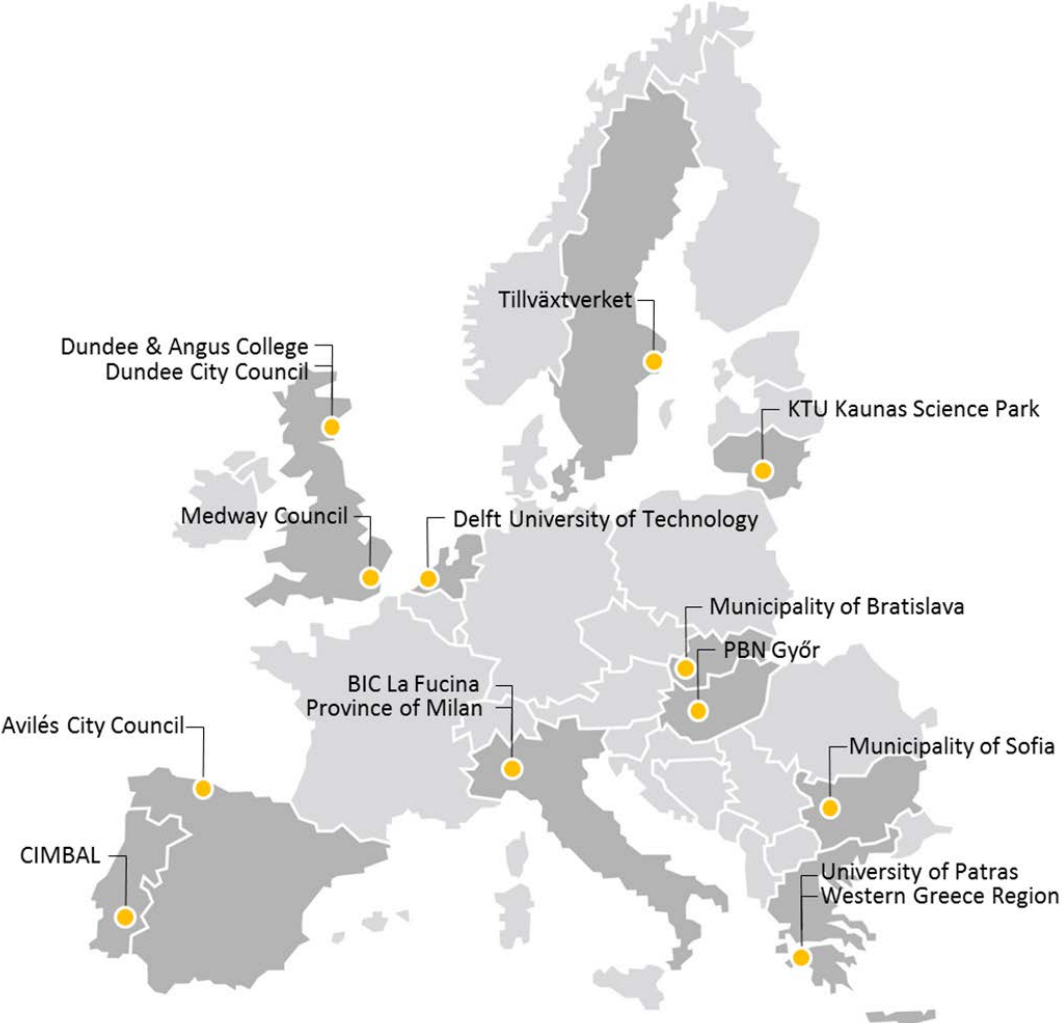 Tillväxtverket
Dundee & Angus College
Dundee City Council
KTU Kaunas Science Park
Medway Council
Delft University of Technology
Municipality of Bratislava
PBN Győr
BIC La Fucina
Province of Milan
Avilés City Council
Municipality of Sofia
CIMBAL
University of Patras
Western Greece Region